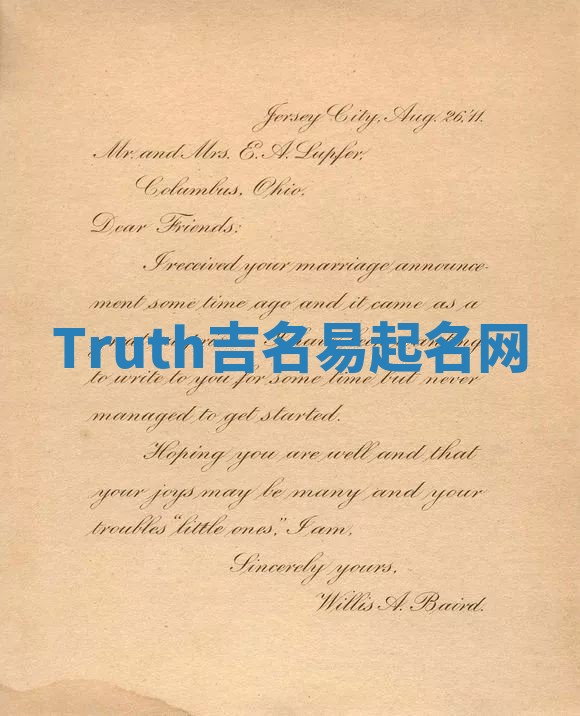 Jersey City, Aug. 26,'11.
Mr. and Mrs. E. A. Lupfer,
Columbus, Ohio.
Dear Friends:
I received your marriage announce-
ment some time ago and it came as a
Truth吉名易起名网
to write to you for some time but never
managed to get started.
Hoping you are well and that
your joys may be many and your
troubles "little ones," I am,
Sincerely yours,
Willis A. Baird.